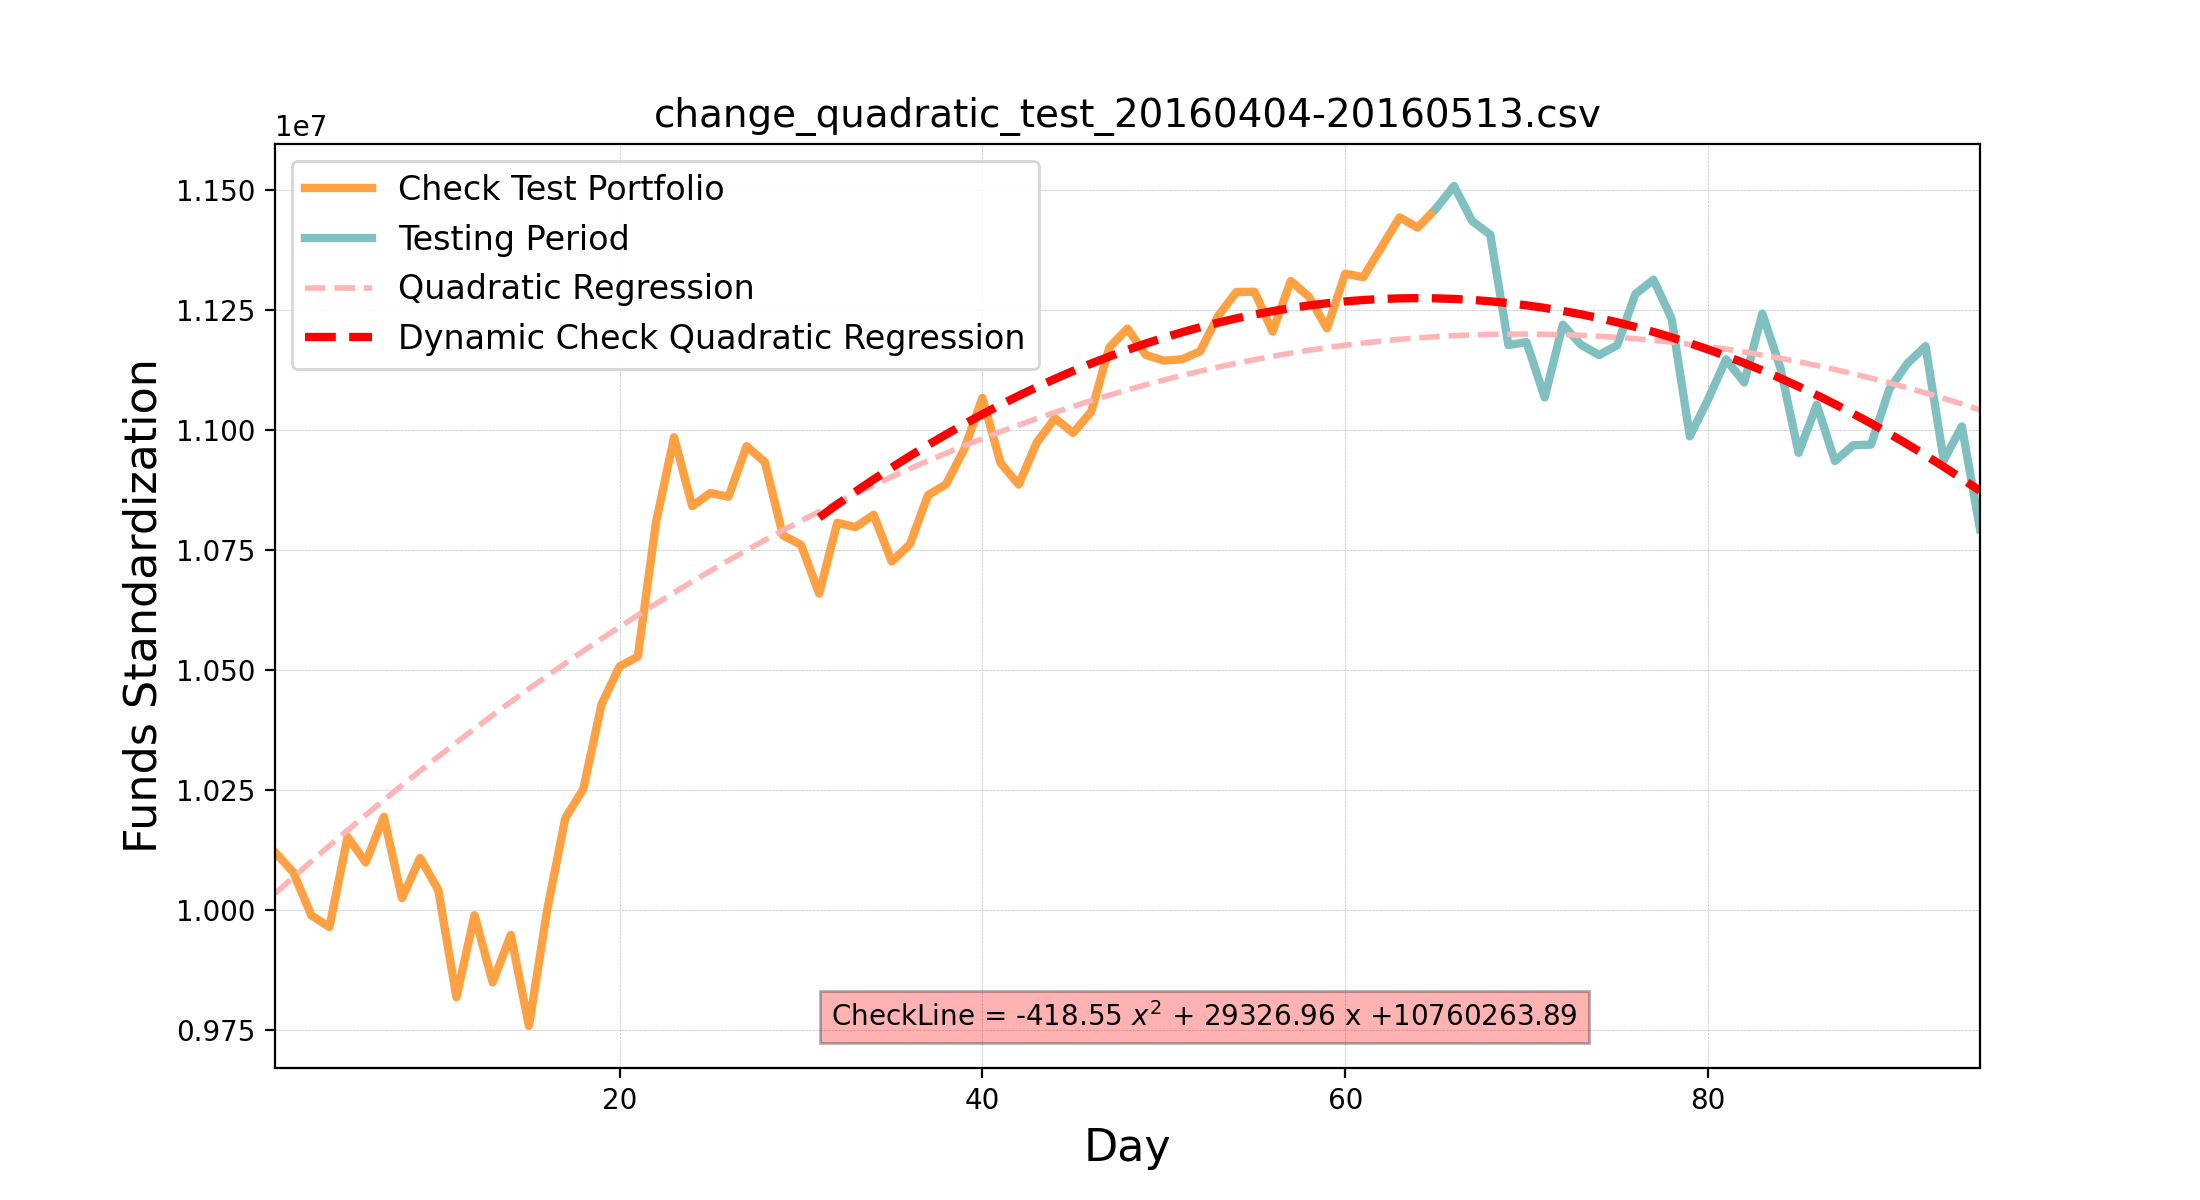 change_quadratic_test_20160404-20160513.csv
1e7
Check Test Portfolio
Testing Period
Quadratic Regression
Dynamic Check Quadratic Regression
1.150
1.125
1.100
1.075
1.050
1.025
1.000
0.975
Funds Standardization
CheckLine = -418.55 x² + 29326.96 x +10760263.89
20 40 60 80
Day